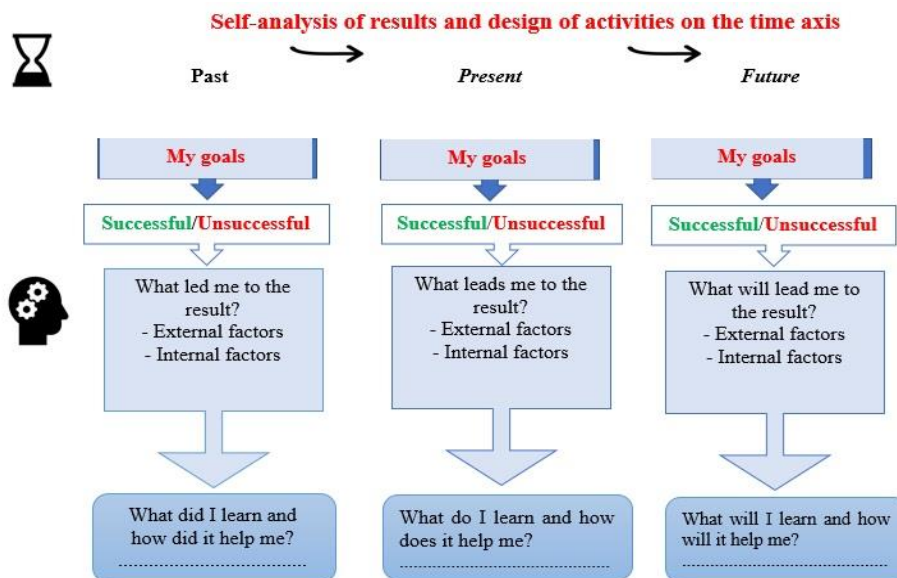 Self-analysis of results and design of activities on the time axis
Past
Present
Future
My goals
Successful/Unsuccessful
What led me to the
result?
- External factors
- Internal factors
What did I learn and
how did it help me?
........................................
My goals
Successful/Unsuccessful
What leads me to the
result?
- External factors
- Internal factors
What do I learn and how
does it help me?
........................................
My goals
Successful/Unsuccessful
What will lead me to
the result?
- External factors
- Internal factors
What will I learn and how
will it help me?
........................................